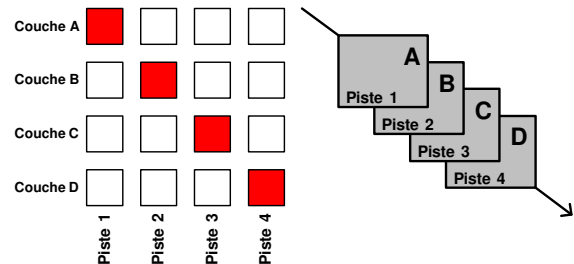 Couche A
Couche B
Couche C
Couche D
Piste 1
Piste 2
Piste 3
Piste 4
A
Piste 1
B
Piste 2
C
Piste 3
D
Piste 4